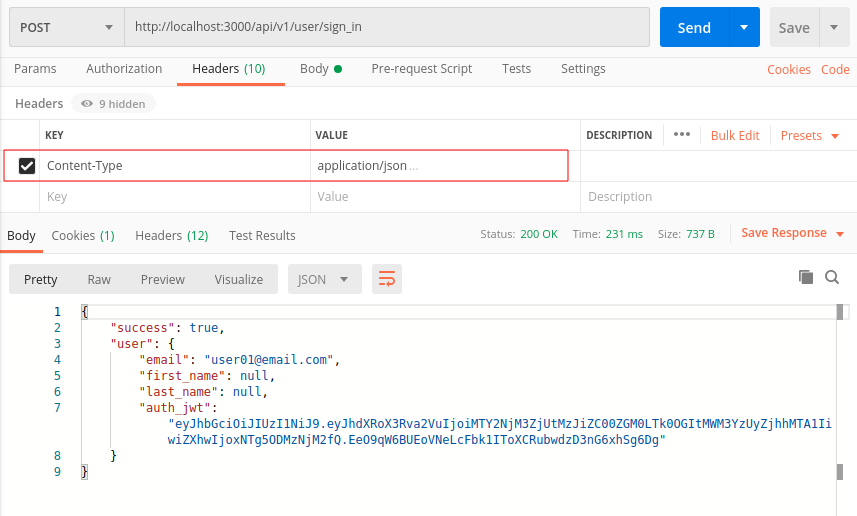 POST http://localhost:3000/api/v1/user/sign_in Send Save
Params Authorization Headers (10) Body Pre-request Script Tests Settings Cookies Code
Headers 9 hidden
KEY VALUE DESCRIPTION ••• Bulk Edit Presets
Content-Type application/json ...
Key Value Description
Body Cookies (1) Headers (12) Test Results Status: 200 OK Time: 231 ms Size: 737 B Save Response
Pretty Raw Preview Visualize JSON
1 {
2 "success": true,
3 "user": {
4 "email": "user01@email.com",
5 "first_name": null,
6 "last_name": null,
7 "auth_jwt":
"eyJhbGciOiJIUzI1NiJ9.eyJhdXRoX3Rva2VuIjoiMTY2NjM3ZjUtMzJiZC00ZGM0LTk0OGItMWM3YzUyZjhhMTA1Ii
wiZXhwIjoxNTg5ODMzNjM2fQ.EeO9qW6BUEoVNeLcFbk1IToXCRubwdzD3nG6xhSg6Dg"
8 }
9 }